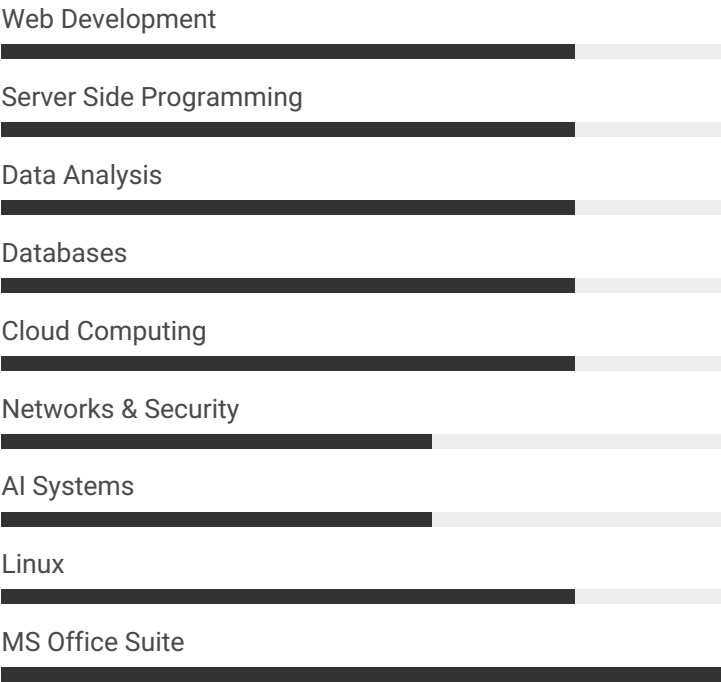 Web Development
Server Side Programming
Data Analysis
Databases
Cloud Computing
Networks & Security
AI Systems
Linux
MS Office Suite